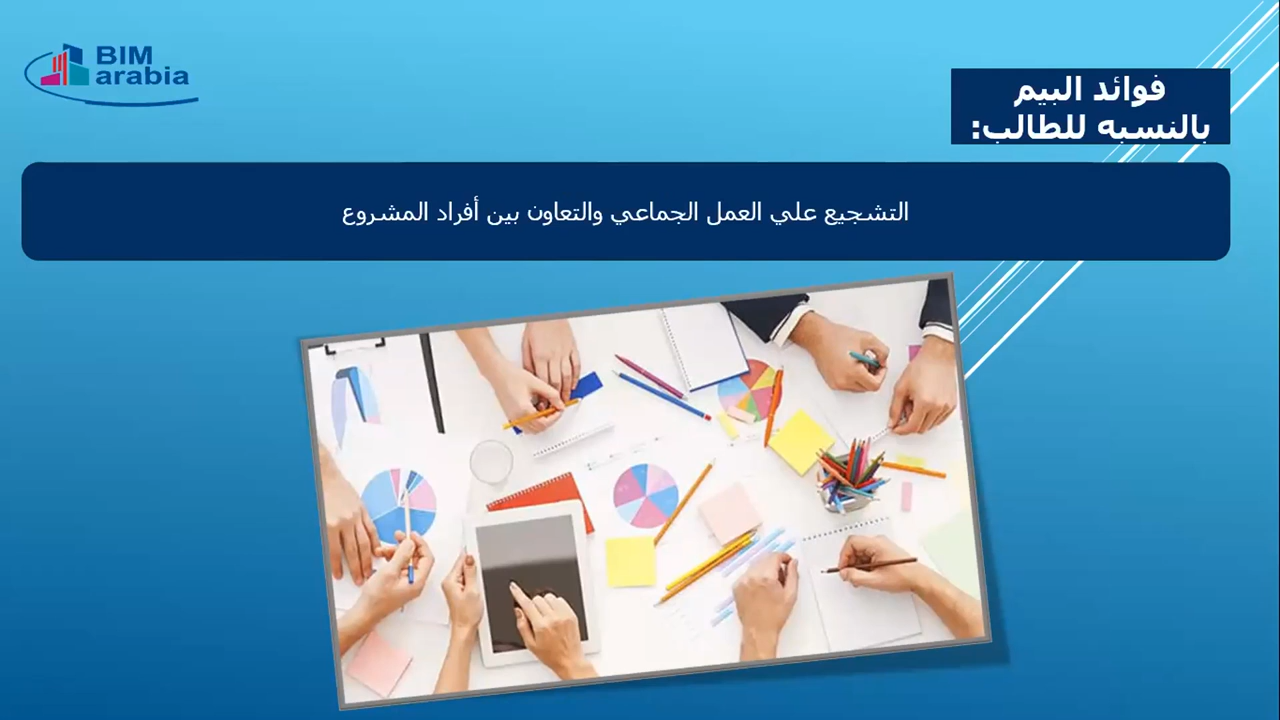 BIM
arabia
فوائد البيم
بالنسبه للطالب:
التشجيع علي العمل الجماعي والتعاون بين أفراد المشروع